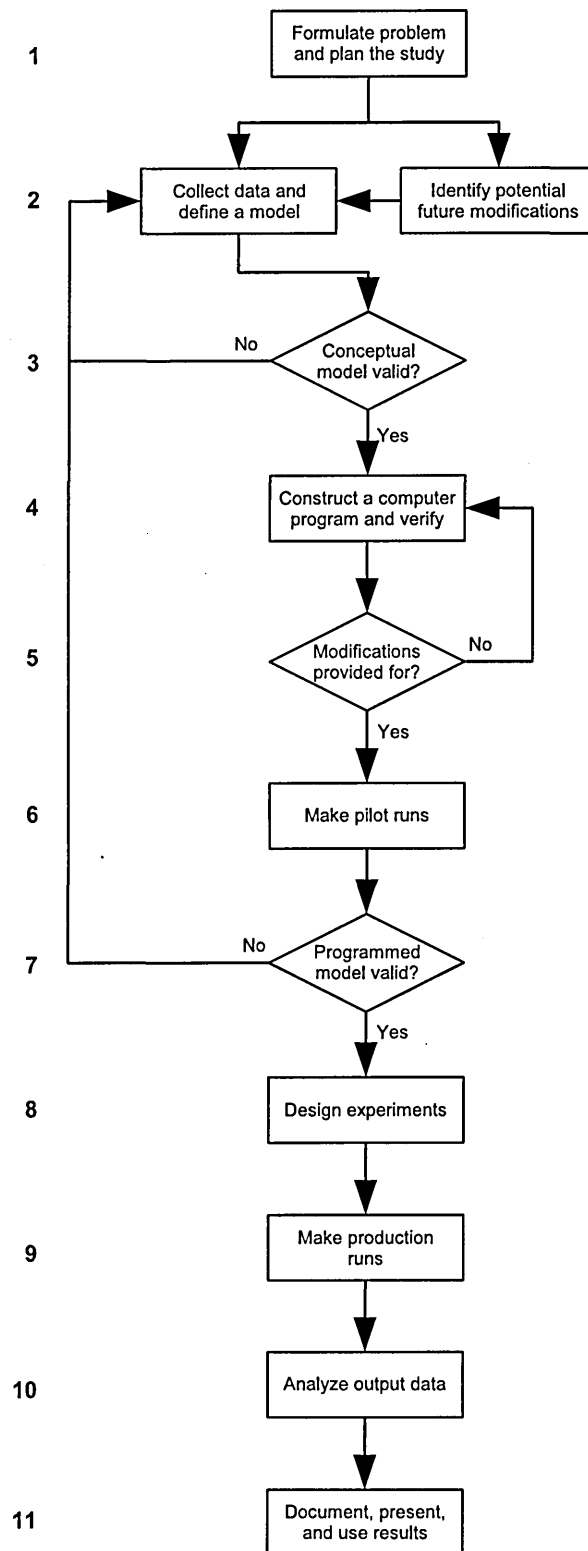 1
Formulate problem
and plan the study
2
Collect data and
define a model
Identify potential
future modifications
3
No
Conceptual
model valid?
Yes
4
Construct a computer
program and verify
5
Modifications
provided for?
No
Yes
6
Make pilot runs
7
No
Programmed
model valid?
Yes
8
Design experiments
9
Make production
runs
10
Analyze output data
11
Document, present,
and use results